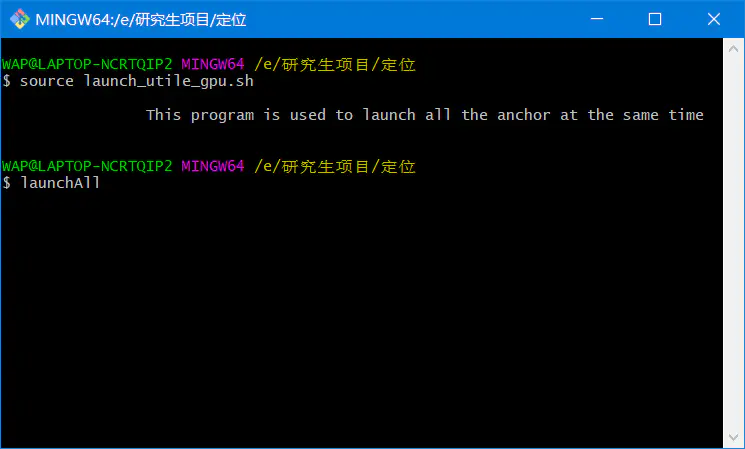 MINGW64:/e/研究生项目/定位
WAP@LAPTOP-NCRTQIP2 MINGW64 /e/研究生项目/定位
$ source launch_utile_gpu.sh
This program is used to launch all the anchor at the same time
WAP@LAPTOP-NCRTQIP2 MINGW64 /e/研究生项目/定位
$ launchAll